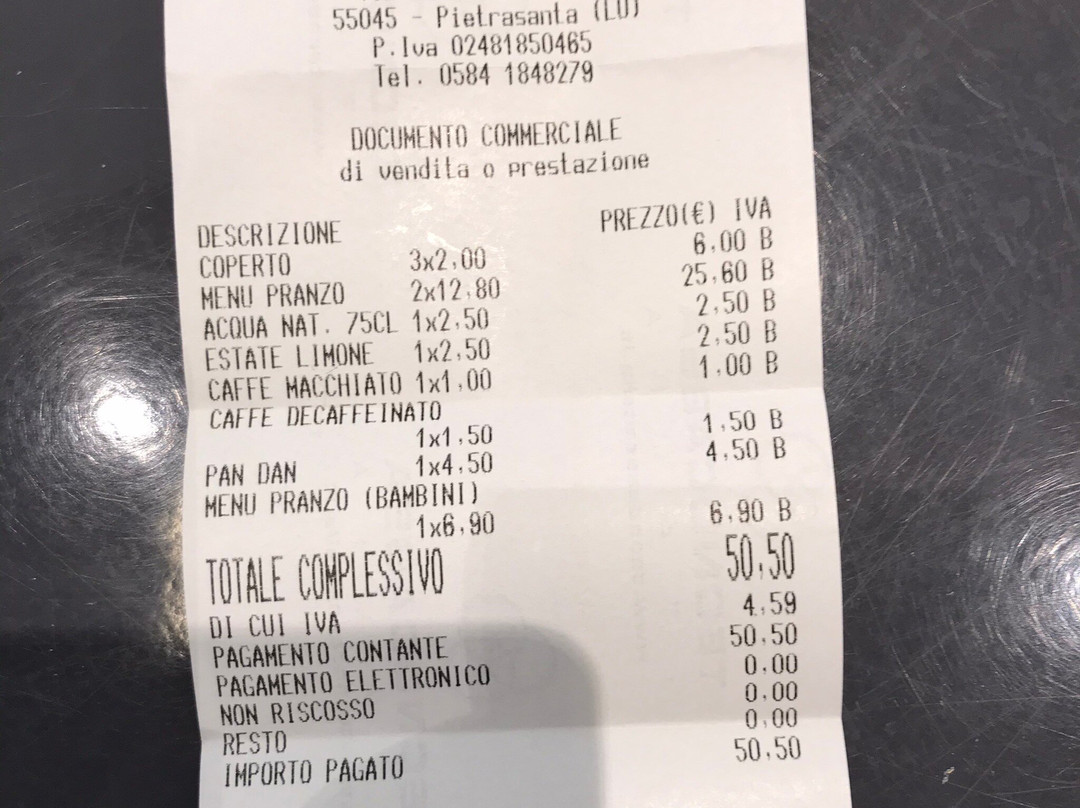 55045 - Pietrasanta (LU)
P.Iva 02481850465
Tel. 0584 1848279
DOCUMENTO COMMERCIALE
di vendita o prestazione
DESCRIZIONE PREZZO(€) IVA
COPERTO 3x2,00 6,00 B
MENU PRANZO 2x12,80 25,60 B
ACQUA NAT. 75CL 1x2,50 2,50 B
ESTATE LIMONE 1x2,50 2,50 B
CAFFE MACCHIATO 1x1,00 1,00 B
CAFFE DECAFFEINATO
1x1,50 1,50 B
PAN DAN 1x4,50 4,50 B
MENU PRANZO (BAMBINI)
1x6,90 6,90 B
TOTALE COMPLESSIVO 50,50
DI CUI IVA 4,59
PAGAMENTO CONTANTE 50,50
PAGAMENTO ELETTRONICO 0,00
NON RISCOSSO 0,00
RESTO 0,00
IMPORTO PAGATO 50,50